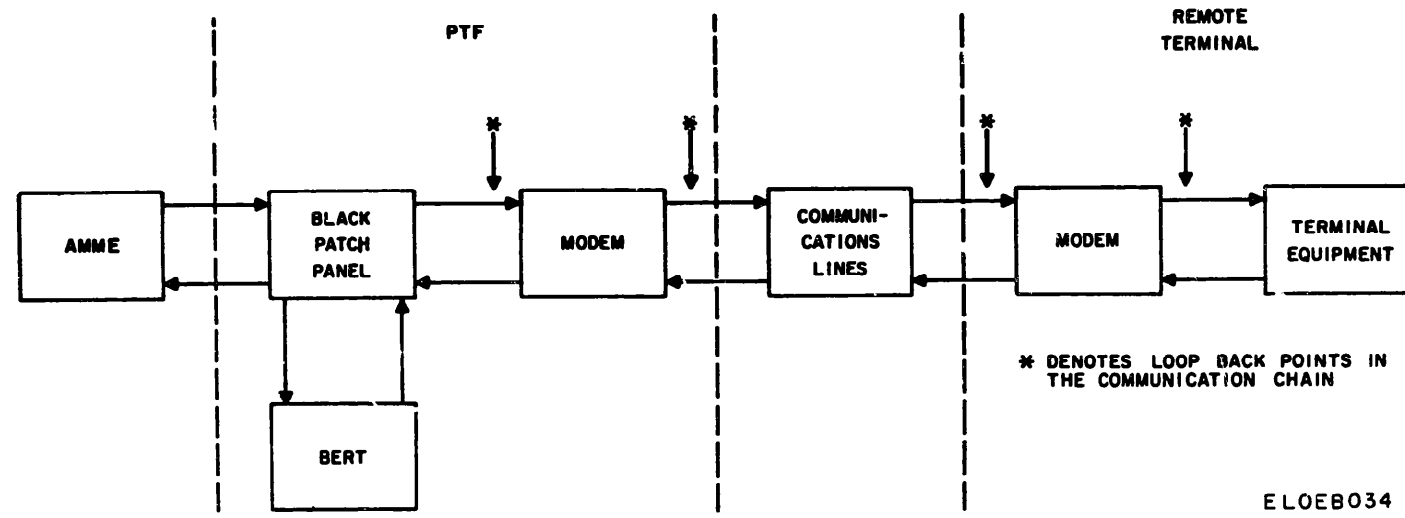 PTF
REMOTE
TERMINAL
*
*
*
*
AMME
BLACK
PATCH
PANEL
MODEM
COMMUNI-
CATIONS
LINES
MODEM
TERMINAL
EQUIPMENT
BERT
* DENOTES LOOP BACK POINTS IN
THE COMMUNICATION CHAIN
ELOEB034